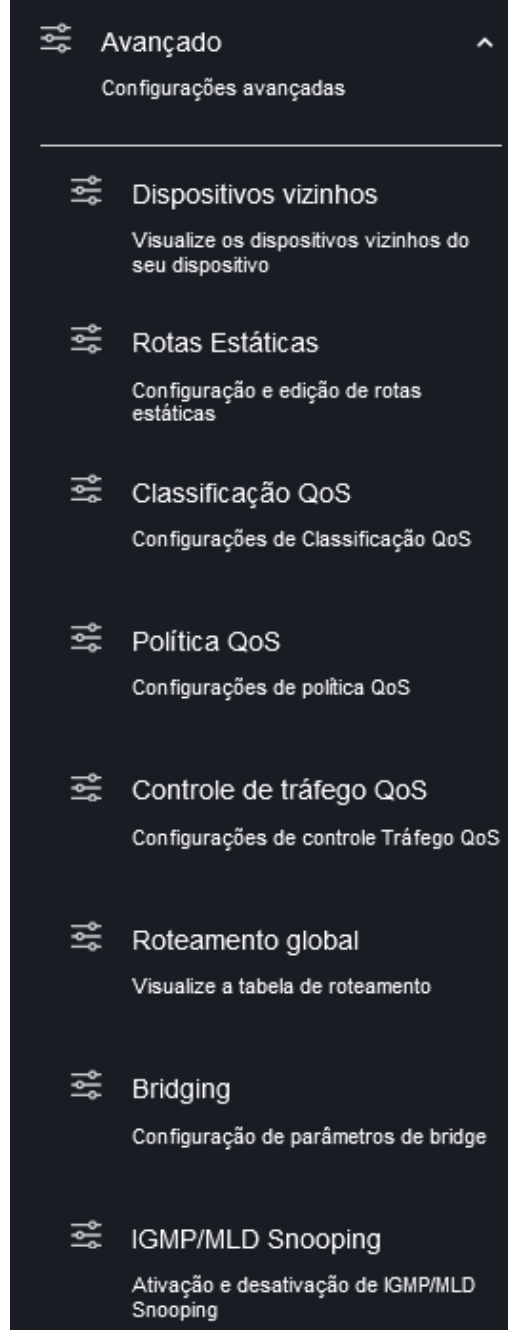 Avançado
Configurações avançadas
Dispositivos vizinhos
Visualize os dispositivos vizinhos do
seu dispositivo
Rotas Estáticas
Configuração e edição de rotas
estáticas
Classificação QoS
Configurações de Classificação QoS
Política QoS
Configurações de política QoS
Controle de tráfego QoS
Configurações de controle Tráfego QoS
Roteamento global
Visualize a tabela de roteamento
Bridging
Configuração de parâmetros de bridge
IGMP/MLD Snooping
Ativação e desativação de IGMP/MLD
Snooping